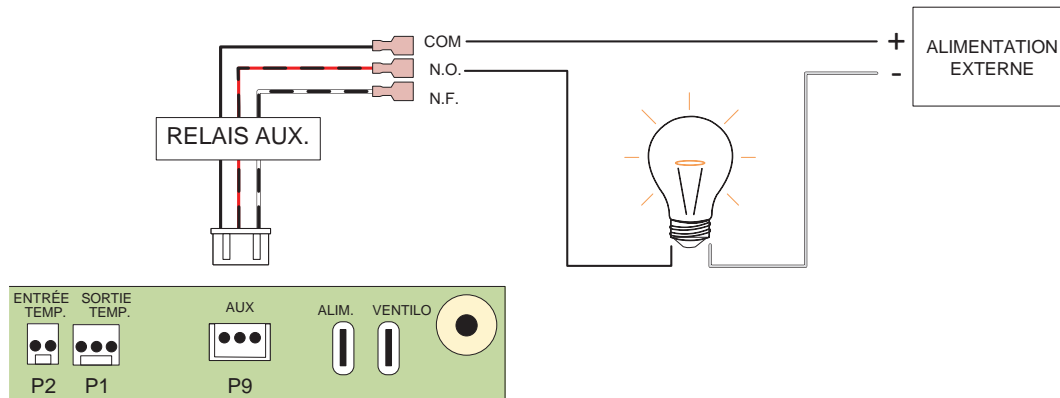 COM
+
ALIMENTATION
EXTERNE
N.O.
-
N.F.
RELAIS AUX.
ENTRÉE
TEMP.
SORTIE
TEMP.
AUX
ALIM.
VENTILO
P2
P1
P9